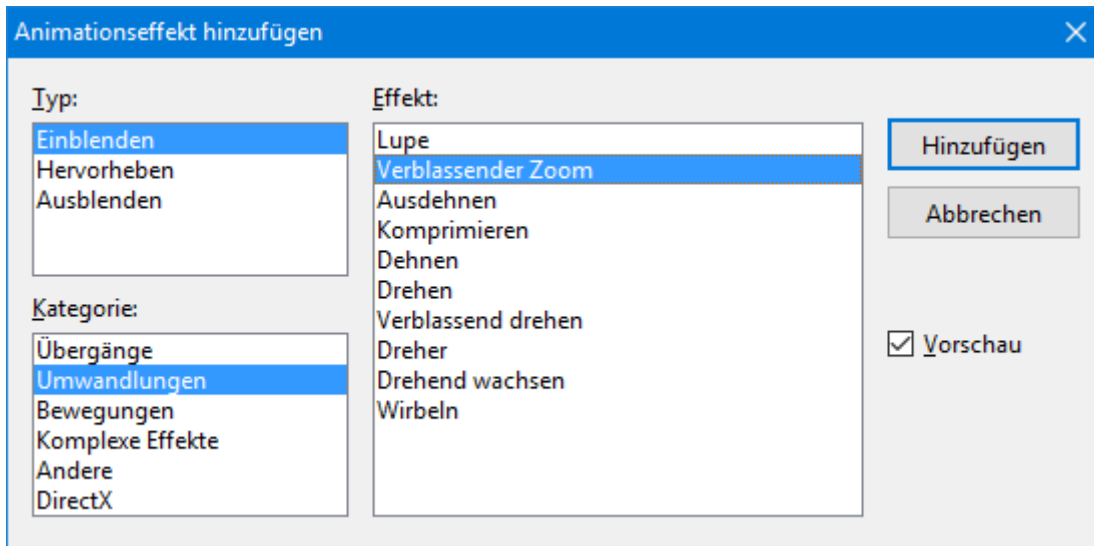 Animationseffekt hinzufügen
Typ:
Einblenden
Hervorheben
Ausblenden
Kategorie:
Übergänge
Umwandlungen
Bewegungen
Komplexe Effekte
Andere
DirectX
Effekt:
Lupe
Verblassender Zoom
Ausdehnen
Komprimieren
Dehnen
Drehen
Verblassend drehen
Dreher
Drehend wachsen
Wirbeln
Hinzufügen
Abbrechen
Vorschau